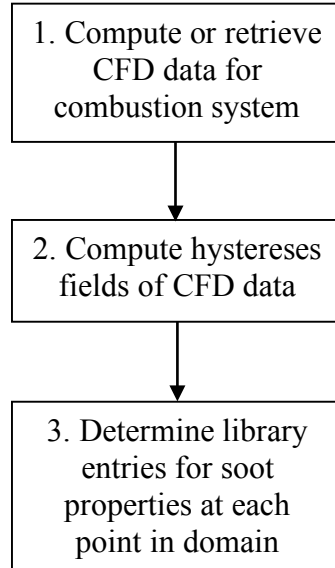 1. Compute or retrieve
CFD data for
combustion system
2. Compute hystereses
fields of CFD data
3. Determine library
entries for soot
properties at each
point in domain